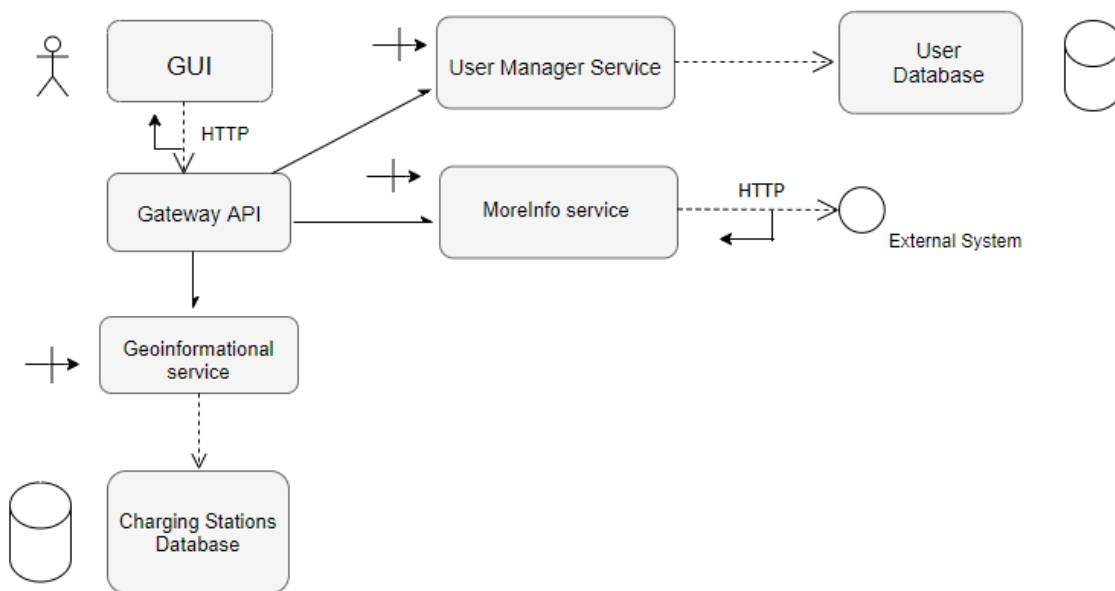 GUI
User Manager Service
User
Database
HTTP
Gateway API
MoreInfo service
HTTP
External System
Geoinformational
service
Charging Stations
Database